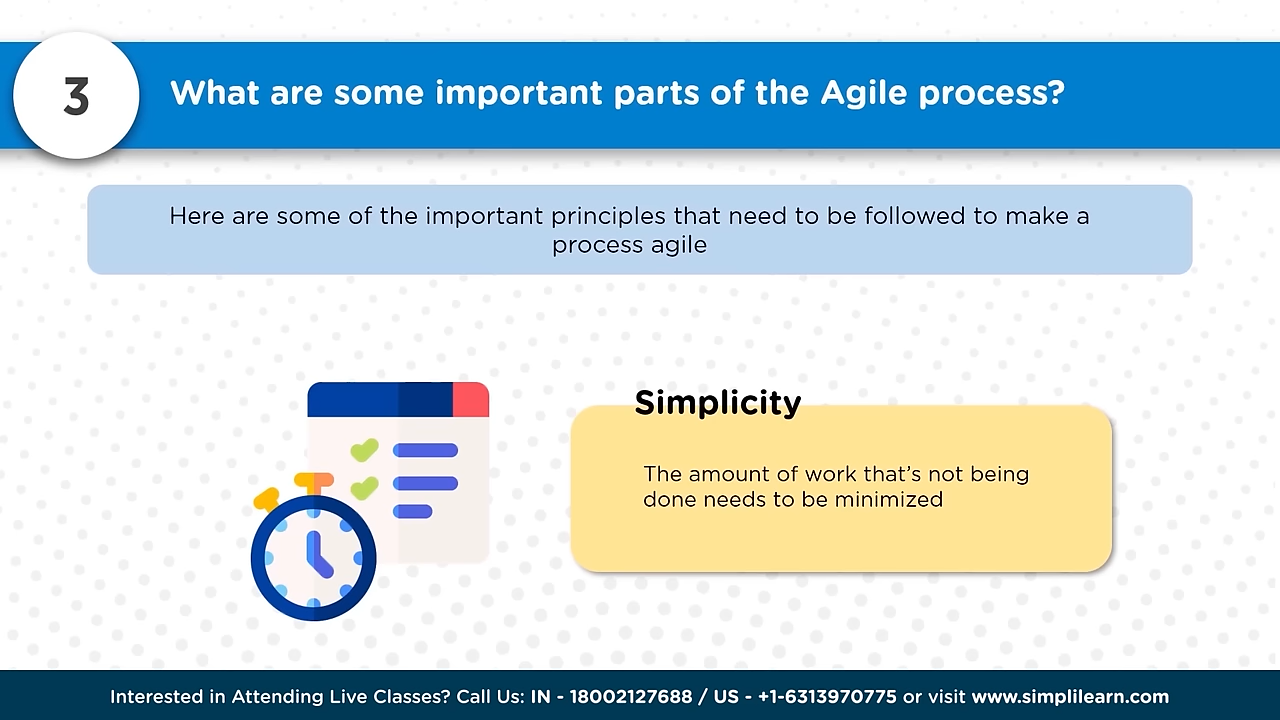 3
What are some important parts of the Agile process?
Here are some of the important principles that need to be followed to make a
process agile
Simplicity
The amount of work that’s not being
done needs to be minimized
Interested in Attending Live Classes? Call Us: IN - 18002127688 / US - +1-6313970775 or visit www.simplilearn.com